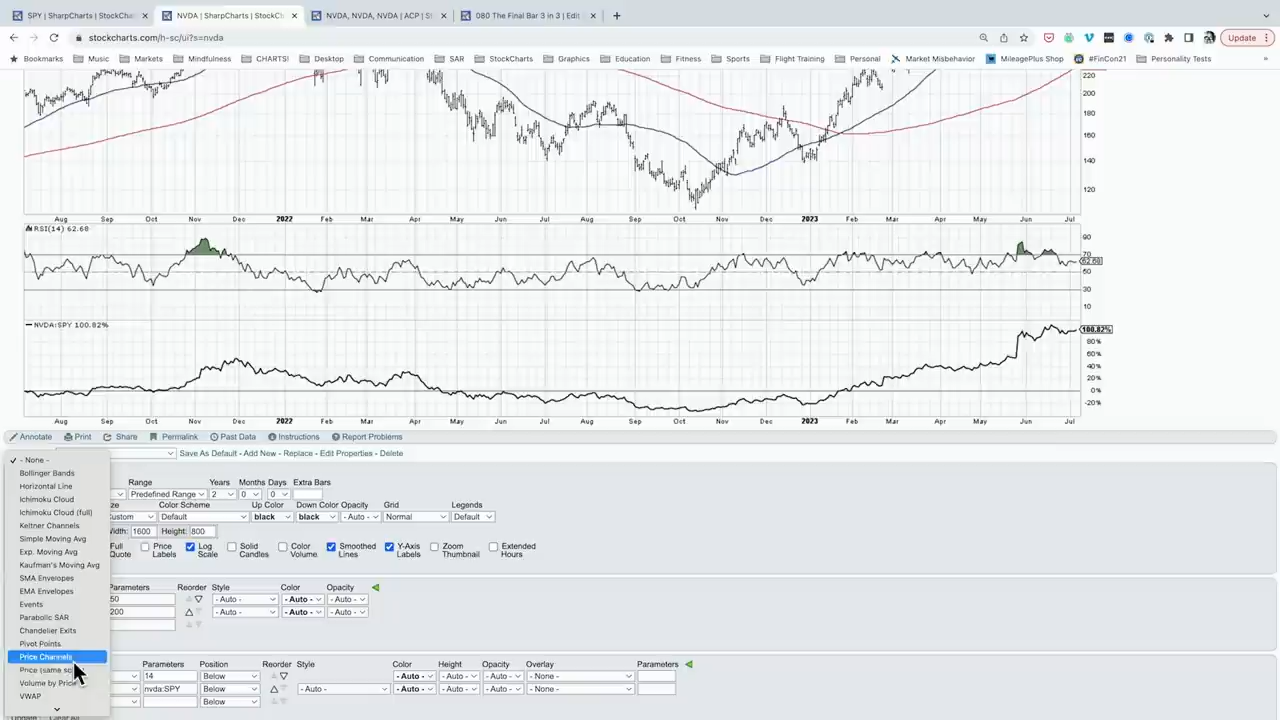 SPY | SharpCharts | StockCh
NVDA | SharpCharts | StockCh
NVDA, NVDA, NVDA | ACP | St
080 The Final Bar 3 in 3 | Edit
stockcharts.com/h-sc/ui?s=nvda
Update
Bookmarks Music Markets Mindfulness CHARTS! Desktop Communication SAR StockCharts Graphics Education Fitness Sports Flight Training Personal Market Misbehavior MileagePlus Shop #FinCon21 Personality Tests »
220
200
180
160
140
120
Aug Sep Oct Nov Dec 2022 Feb Mar Apr May Jun Jul Aug Sep Oct Nov Dec 2023 Feb Mar Apr May Jun Jul
RSI(14) 62.60
90
70
62.60
50
30
10
NVDA:SPY 100.82%
100.82%
80%
60%
40%
20%
0%
-20%
Aug Sep Oct Nov Dec 2022 Feb Mar Apr May Jun Jul Aug Sep Oct Nov Dec 2023 Feb Mar Apr May Jun Jul
Annotate Print Share Permalink Past Data Instructions Report Problems
Save As Default - Add New - Replace - Edit Properties - Delete
✓ - None -
Bollinger Bands
Horizontal Line
Ichimoku Cloud
Ichimoku Cloud (full)
Keltner Channels
Simple Moving Avg
Exp. Moving Avg
Kaufman's Moving Avg
SMA Envelopes
EMA Envelopes
Events
Parabolic SAR
Chandelier Exits
Pivot Points
Price Channels
Price (same
Volume by Price
VWAP
Range Years Months Days Extra Bars
Predefined Range 2 0 0
Color Scheme Up Color Down Color Opacity Grid Legends
Custom Default black black - Auto - Normal Default
Width: 1600 Height: 800
Full Quote Price Labels Log Scale Solid Candles Color Volume Smoothed Lines Y-Axis Labels Zoom Thumbnail Extended Hours
Parameters Reorder Style Color Opacity
50 - Auto - - Auto - - Auto -
200 - Auto - - Auto - - Auto -
Parameters Position Reorder Style Color Height Opacity Overlay Parameters
14 Below - Auto - - Auto - - Auto - - None -
nvda:SPY Below - Auto - - Auto - - Auto - - Auto - - None -
Below